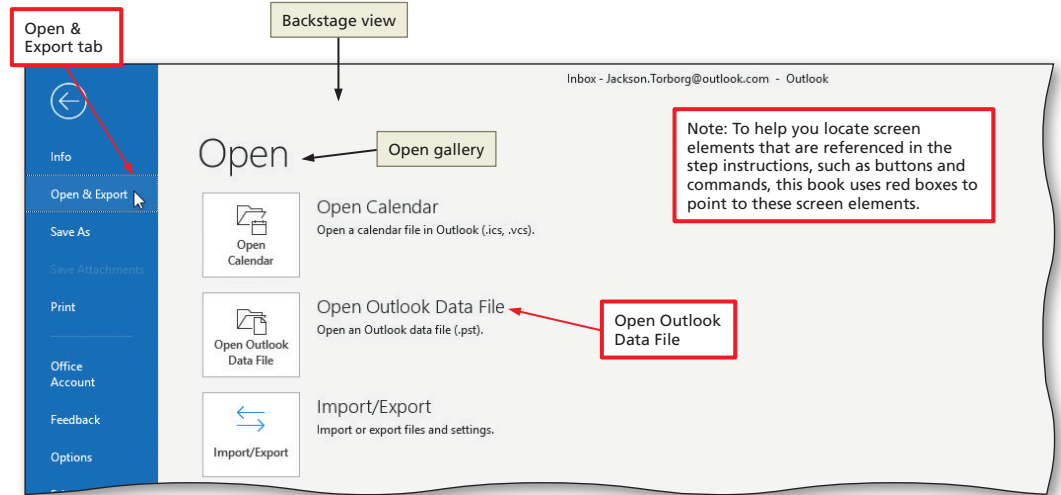 Open &
Export tab
Backstage view
Inbox - Jackson.Torborg@outlook.com - Outlook
Note: To help you locate screen
elements that are referenced in the
step instructions, such as buttons and
commands, this book uses red boxes to
point to these screen elements.
Info
Open & Export
Save As
Save Attachments
Print
Office
Account
Feedback
Options
Open
Open gallery
Open
Calendar
Open Calendar
Open a calendar file in Outlook (.ics, .vcs).
Open Outlook
Data File
Open Outlook Data File
Open an Outlook data file (.pst).
Open Outlook
Data File
Import/Export
Import/Export
Import or export files and settings.